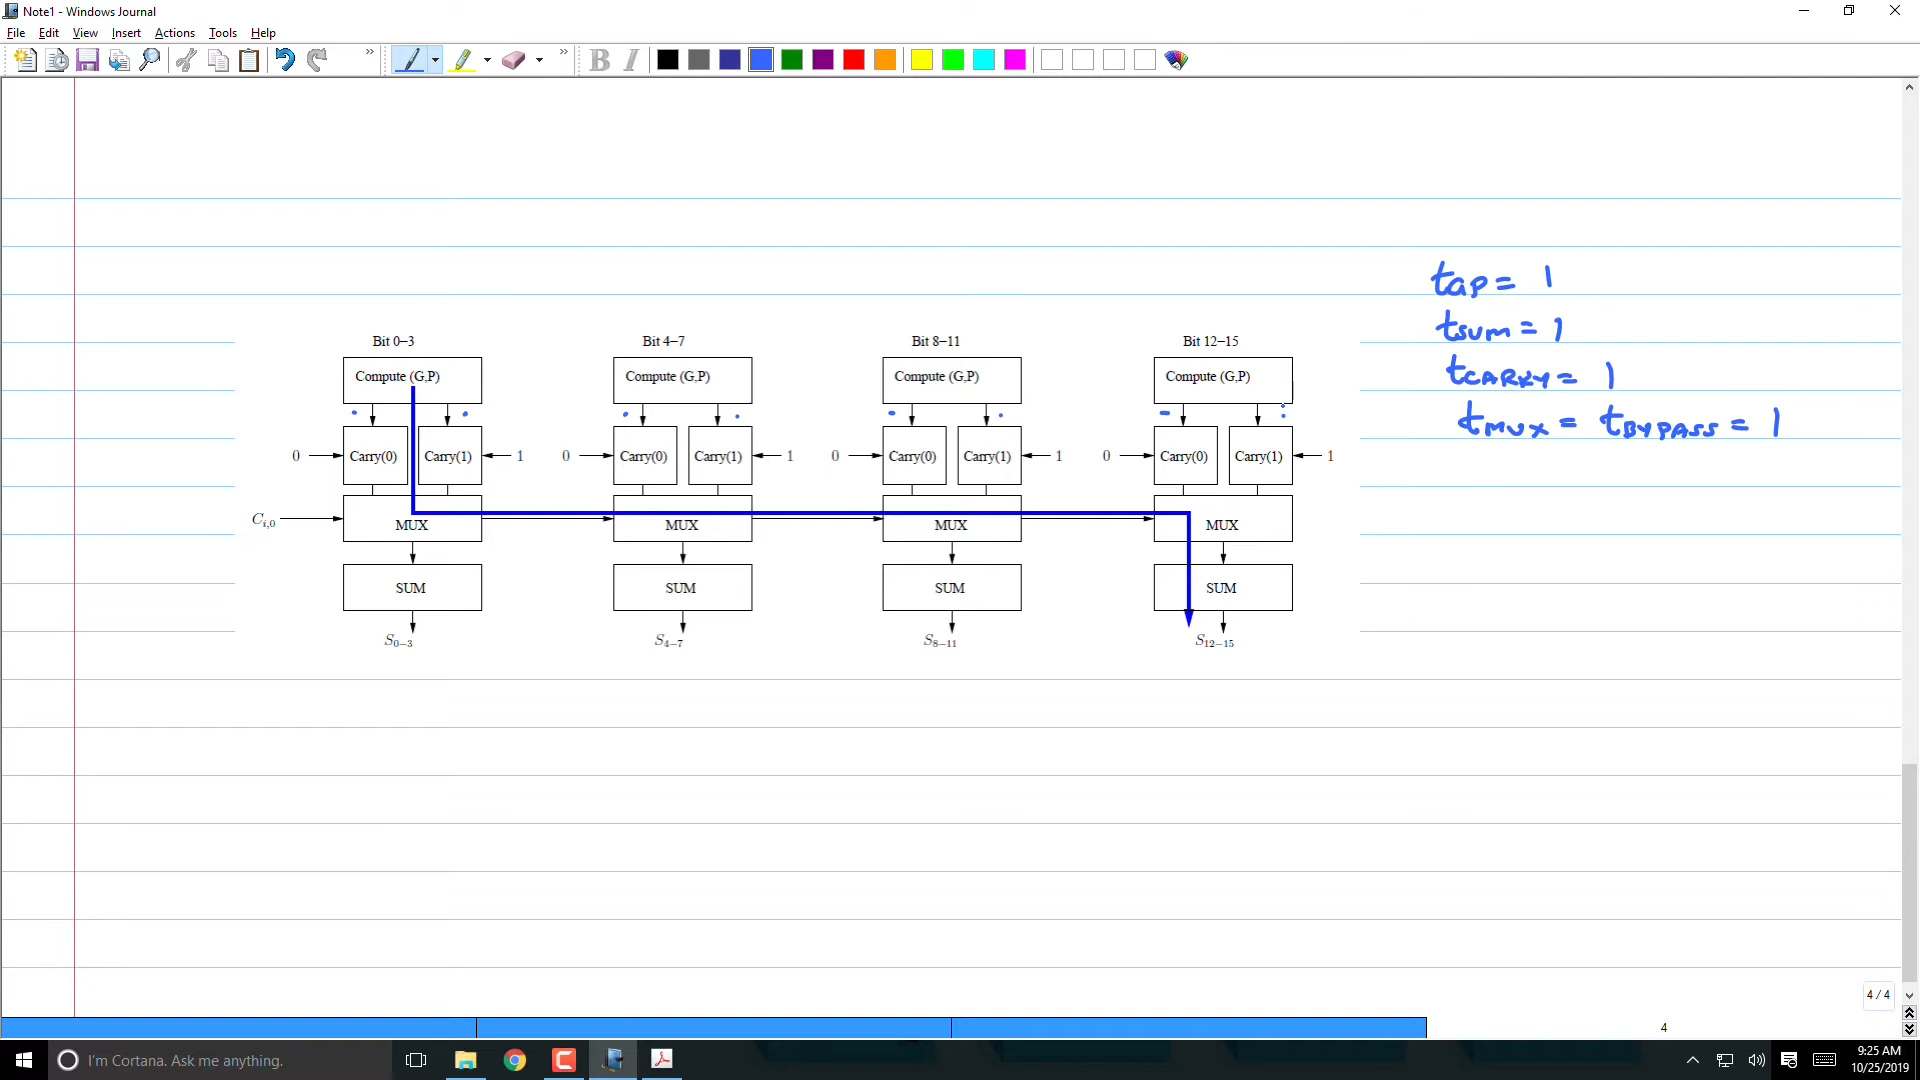 Note1 - Windows Journal
File Edit View Insert Actions Tools Help
B I
tGP = 1
tSUM = 1
tCARRY = 1
tMUX = tBYPASS = 1
Bit 0–3 Bit 4–7 Bit 8–11 Bit 12–15
Compute (G,P) Compute (G,P) Compute (G,P) Compute (G,P)
0 Carry(0) Carry(1) 1 0 Carry(0) Carry(1) 1 0 Carry(0) Carry(1) 1 0 Carry(0) Carry(1) 1
Ci,0 MUX MUX MUX MUX
SUM SUM SUM SUM
S0−3 S4−7 S8−11 S12−15
4 / 4
4
I'm Cortana. Ask me anything.
9:25 AM
10/25/2019